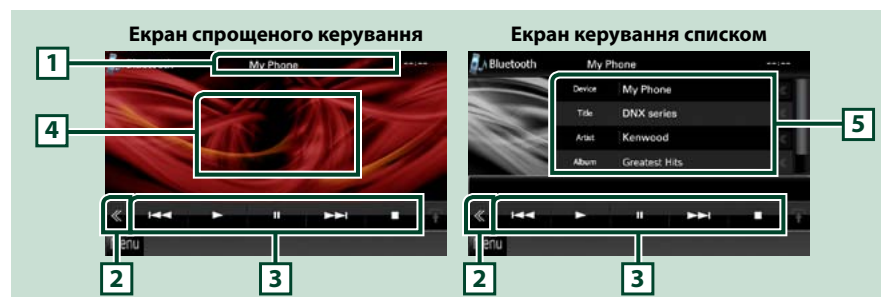 Екран спрощеного керування
Екран керування списком
1
My Phone
--:--
Bluetooth
My Phone
--:--
Device
My Phone
4
Title
DNX series
5
Artist
Kenwood
Album
Greatest Hits
Menu
2
3
2
3